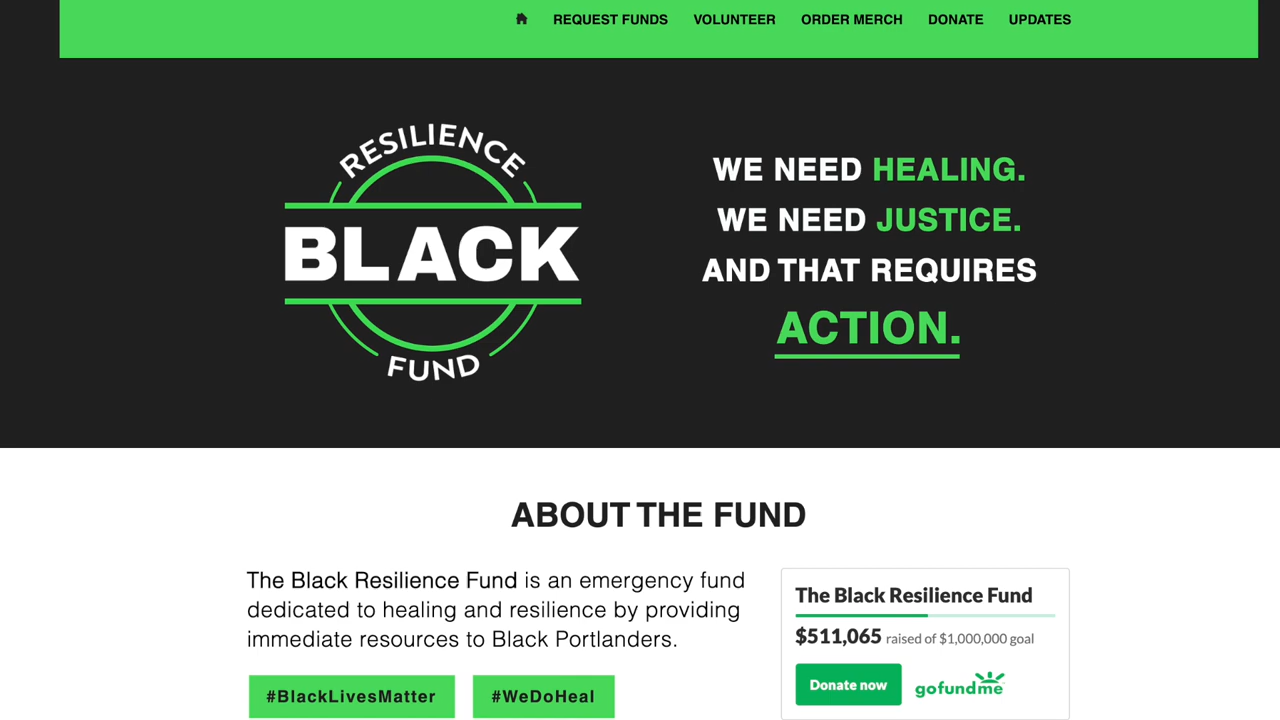 REQUEST FUNDS VOLUNTEER ORDER MERCH DONATE UPDATES
RESILIENCE
BLACK
FUND
WE NEED HEALING.
WE NEED JUSTICE.
AND THAT REQUIRES
ACTION.
ABOUT THE FUND
The Black Resilience Fund is an emergency fund
dedicated to healing and resilience by providing
immediate resources to Black Portlanders.
#BlackLivesMatter #WeDoHeal
The Black Resilience Fund
$511,065 raised of $1,000,000 goal
Donate now gofundme